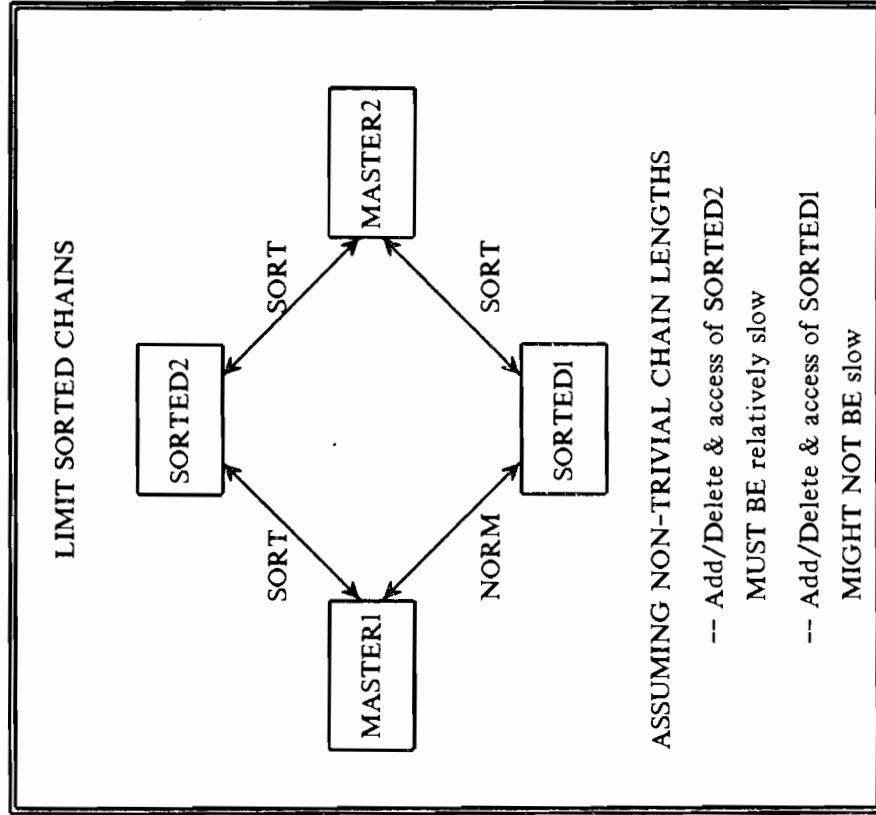 LIMIT SORTED CHAINS
SORTED2
SORT
SORT
MASTER1
MASTER2
NORM
SORT
SORTED1
ASSUMING NON-TRIVIAL CHAIN LENGTHS
-- Add/Delete & access of SORTED2
MUST BE relatively slow
-- Add/Delete & access of SORTED1
MIGHT NOT BE slow